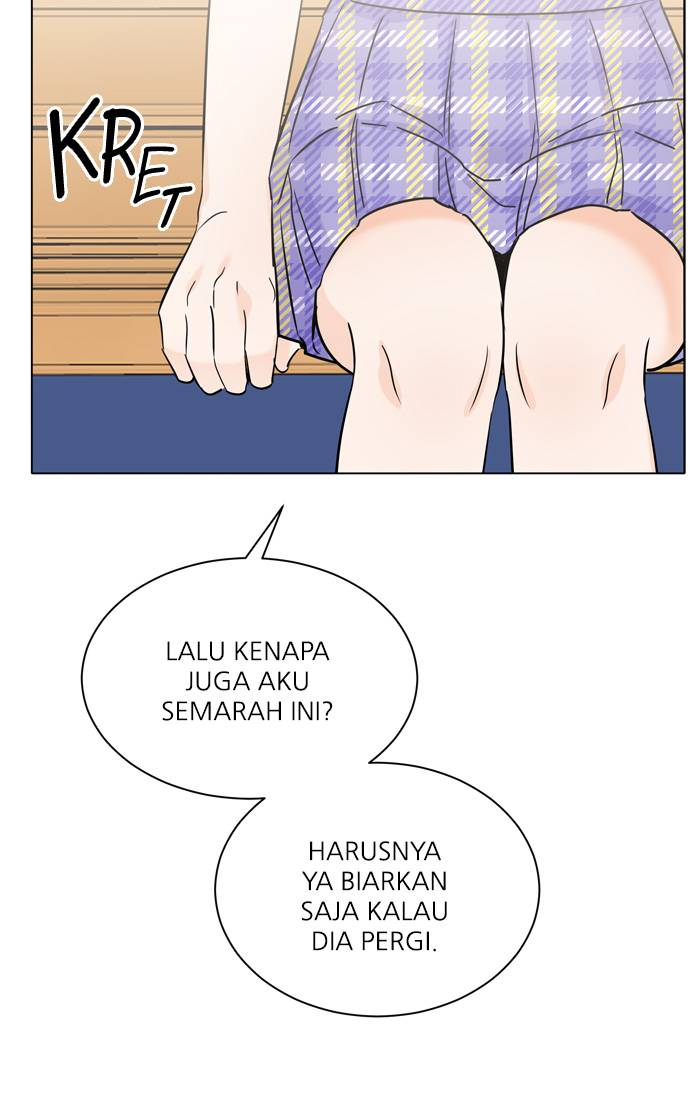 KRET
LALU KENAPA
JUGA AKU
SEMARAH INI?
HARUSNYA
YA BIARKAN
SAJA KALAU
DIA PERGI.